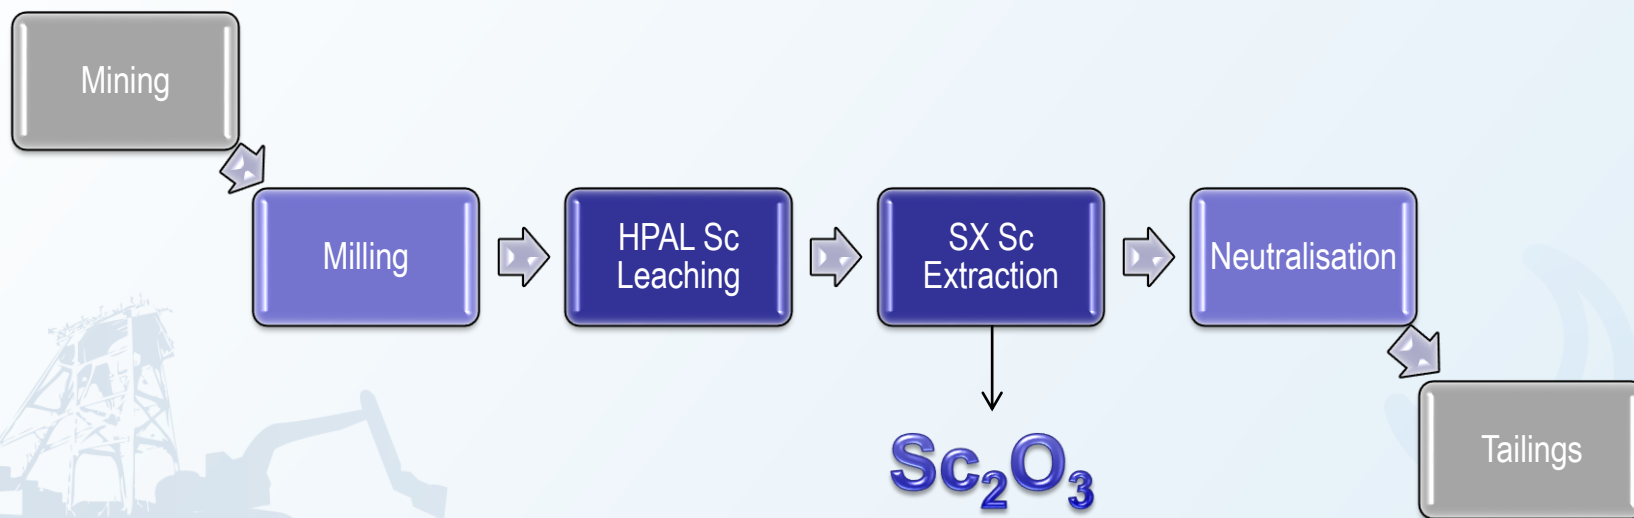 Mining
Milling
HPAL Sc
Leaching
SX Sc
Extraction
Neutralisation
Sc₂O₃
Tailings